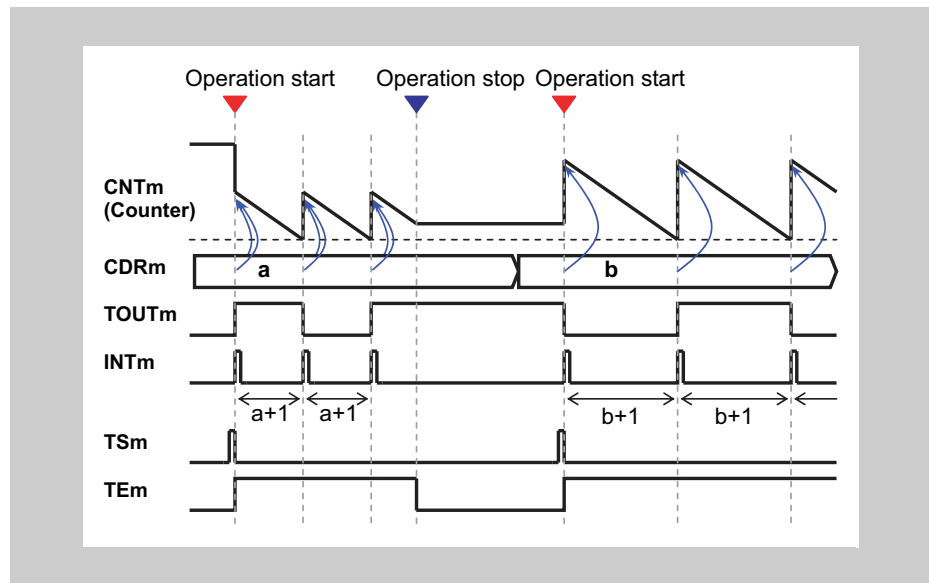 Operation start Operation stop Operation start
CNTm
(Counter)
CDRm a b
TOUTm
INTm
a+1 a+1 b+1 b+1
TSm
TEm